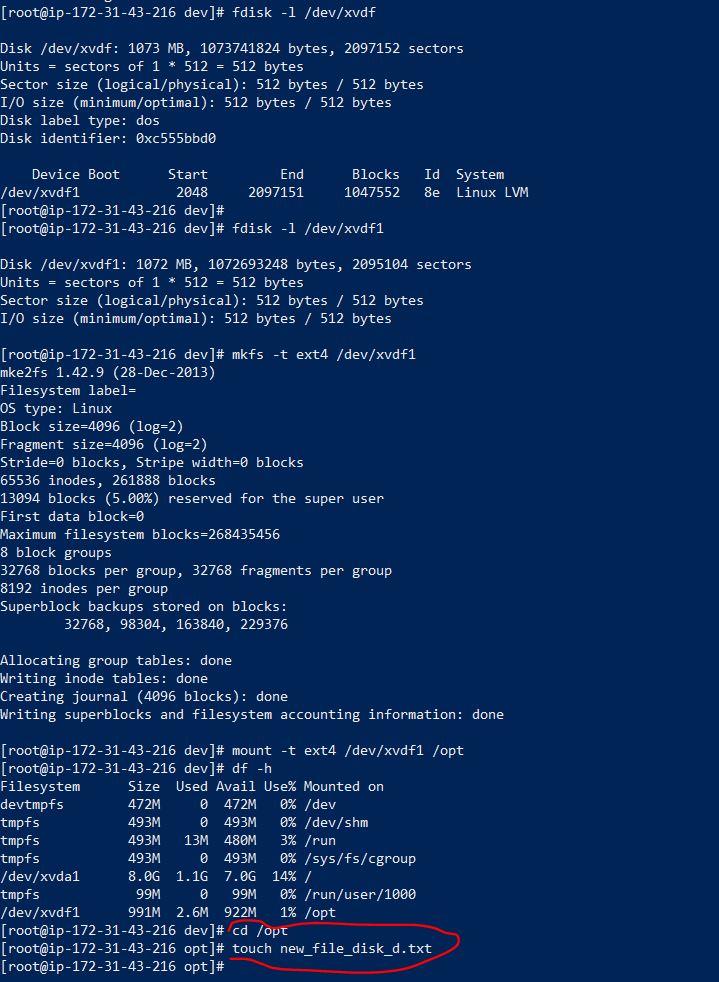 [root@ip-172-31-43-216 dev]# fdisk -l /dev/xvdf
Disk /dev/xvdf: 1073 MB, 1073741824 bytes, 2097152 sectors
Units = sectors of 1 * 512 = 512 bytes
Sector size (logical/physical): 512 bytes / 512 bytes
I/O size (minimum/optimal): 512 bytes / 512 bytes
Disk label type: dos
Disk identifier: 0xc555bbd0
Device Boot      Start         End      Blocks   Id  System
/dev/xvdf1            2048     2097151     1047552   8e  Linux LVM
[root@ip-172-31-43-216 dev]#
[root@ip-172-31-43-216 dev]# fdisk -l /dev/xvdf1
Disk /dev/xvdf1: 1072 MB, 1072693248 bytes, 2095104 sectors
Units = sectors of 1 * 512 = 512 bytes
Sector size (logical/physical): 512 bytes / 512 bytes
I/O size (minimum/optimal): 512 bytes / 512 bytes
[root@ip-172-31-43-216 dev]# mkfs -t ext4 /dev/xvdf1
mke2fs 1.42.9 (28-Dec-2013)
Filesystem label=
OS type: Linux
Block size=4096 (log=2)
Fragment size=4096 (log=2)
Stride=0 blocks, Stripe width=0 blocks
65536 inodes, 261888 blocks
13094 blocks (5.00%) reserved for the super user
First data block=0
Maximum filesystem blocks=268435456
8 block groups
32768 blocks per group, 32768 fragments per group
8192 inodes per group
Superblock backups stored on blocks:
32768, 98304, 163840, 229376
Allocating group tables: done
Writing inode tables: done
Creating journal (4096 blocks): done
Writing superblocks and filesystem accounting information: done
[root@ip-172-31-43-216 dev]# mount -t ext4 /dev/xvdf1 /opt
[root@ip-172-31-43-216 dev]# df -h
Filesystem      Size  Used Avail Use% Mounted on
devtmpfs        472M     0  472M   0% /dev
tmpfs           493M     0  493M   0% /dev/shm
tmpfs           493M   13M  480M   3% /run
tmpfs           493M     0  493M   0% /sys/fs/cgroup
/dev/xvda1      8.0G  1.1G  7.0G  14% /
tmpfs            99M     0   99M   0% /run/user/1000
/dev/xvdf1      991M  2.6M  922M   1% /opt
[root@ip-172-31-43-216 dev]# cd /opt
[root@ip-172-31-43-216 opt]# touch new_file_disk_d.txt
[root@ip-172-31-43-216 opt]#